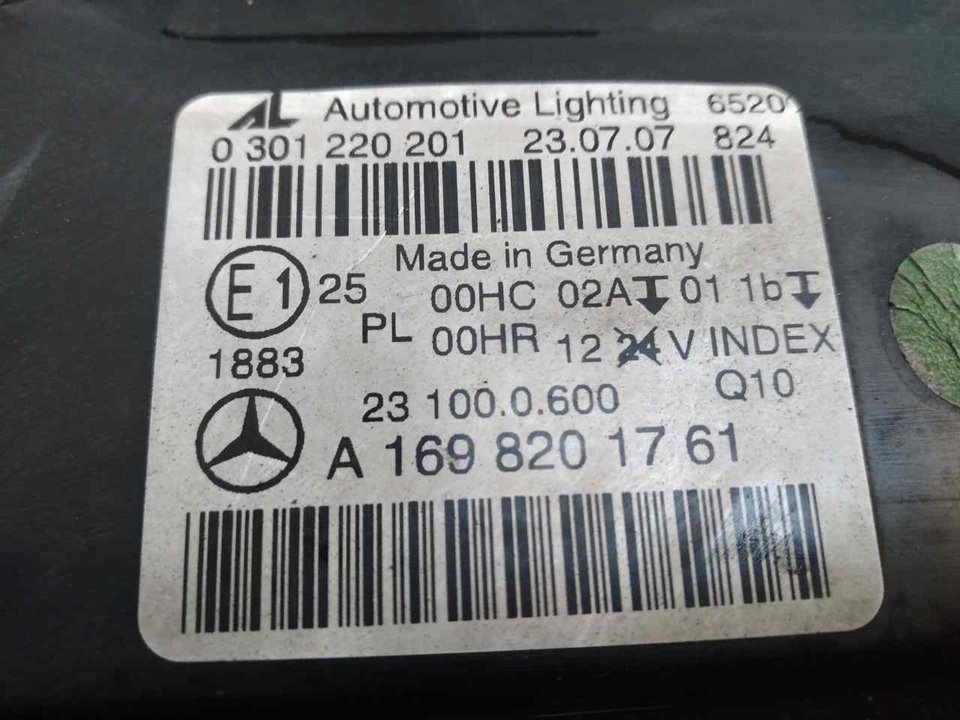 AL Automotive Lighting 6520
0 301 220 201 23.07.07 824
Made in Germany
E1 25 00HC 02A 01 1b
PL 00HR 12 24 V INDEX
1883 Q10
23 100.0.600
A 169 820 17 61